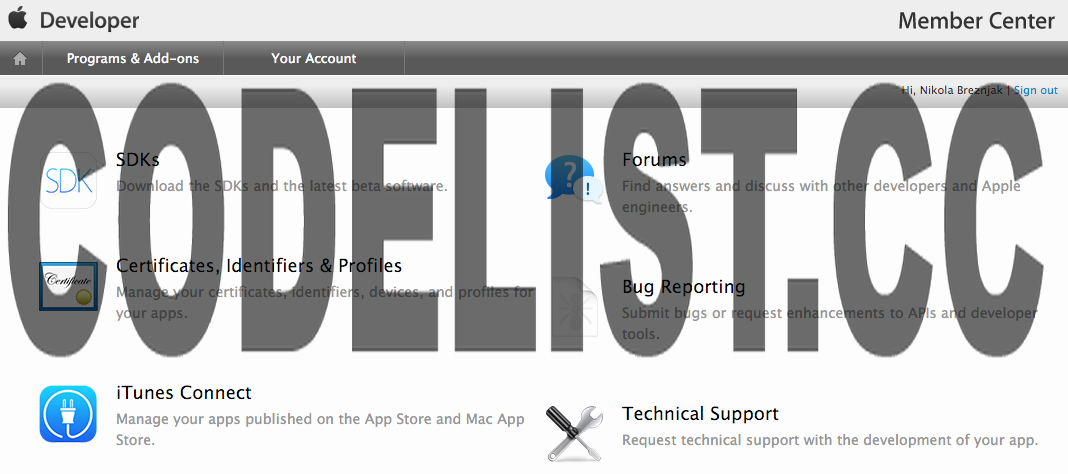 Developer
Member Center
Programs & Add-ons
Your Account
Hi, Nikola Breznjak | Sign out
CODELIST.CC
SDK
SDKs
Download the SDKs and the latest beta software.
?
!
Forums
Find answers and discuss with other developers and Apple
engineers.
Certificate
Certificates, Identifiers & Profiles
Manage your certificates, identifiers, devices, and profiles for
your apps.
Bug Reporting
Submit bugs or request enhancements to APIs and developer
tools.
iTunes Connect
Manage your apps published on the App Store and Mac App
Store.
Technical Support
Request technical support with the development of your app.